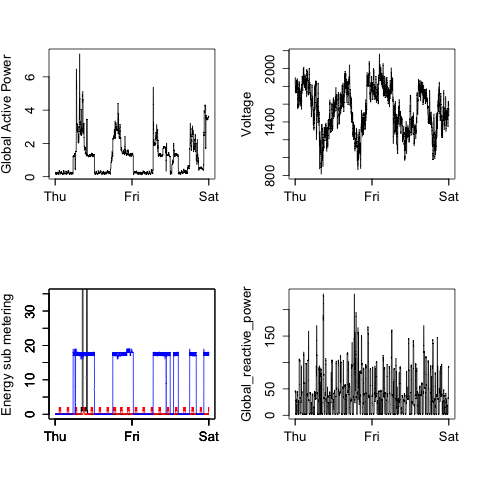 Global Active Power
0 2 4 6
Thu Fri Sat
Voltage
800 1400 2000
Thu Fri Sat
Energy sub metering
0 10 20 30
Thu Fri Sat
Global_reactive_power
0 50 150
Thu Fri Sat